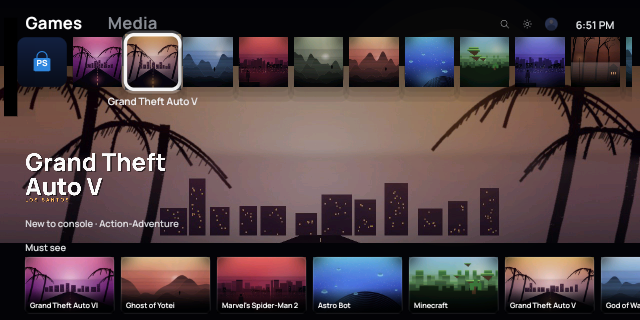 Games Media
6:51 PM
PS
Grand Theft Auto V
Grand Theft
Auto V
LOS SANTOS
New to console · Action-Adventure
Must see
Grand Theft Auto VI
Ghost of Yotei
Marvel's Spider-Man 2
Astro Bot
Minecraft
Grand Theft Auto V
God of Wa